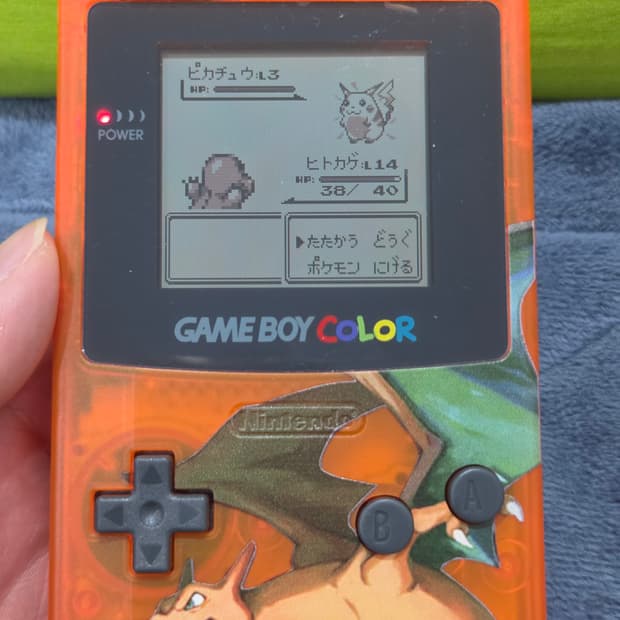 ピカチュウ:L3
HP:
ヒトカゲ:L14
HP:
38/ 40
▶たたかう どうぐ
ポケモン にげる
POWER
GAME BOY COLOR
Nintendo
B A